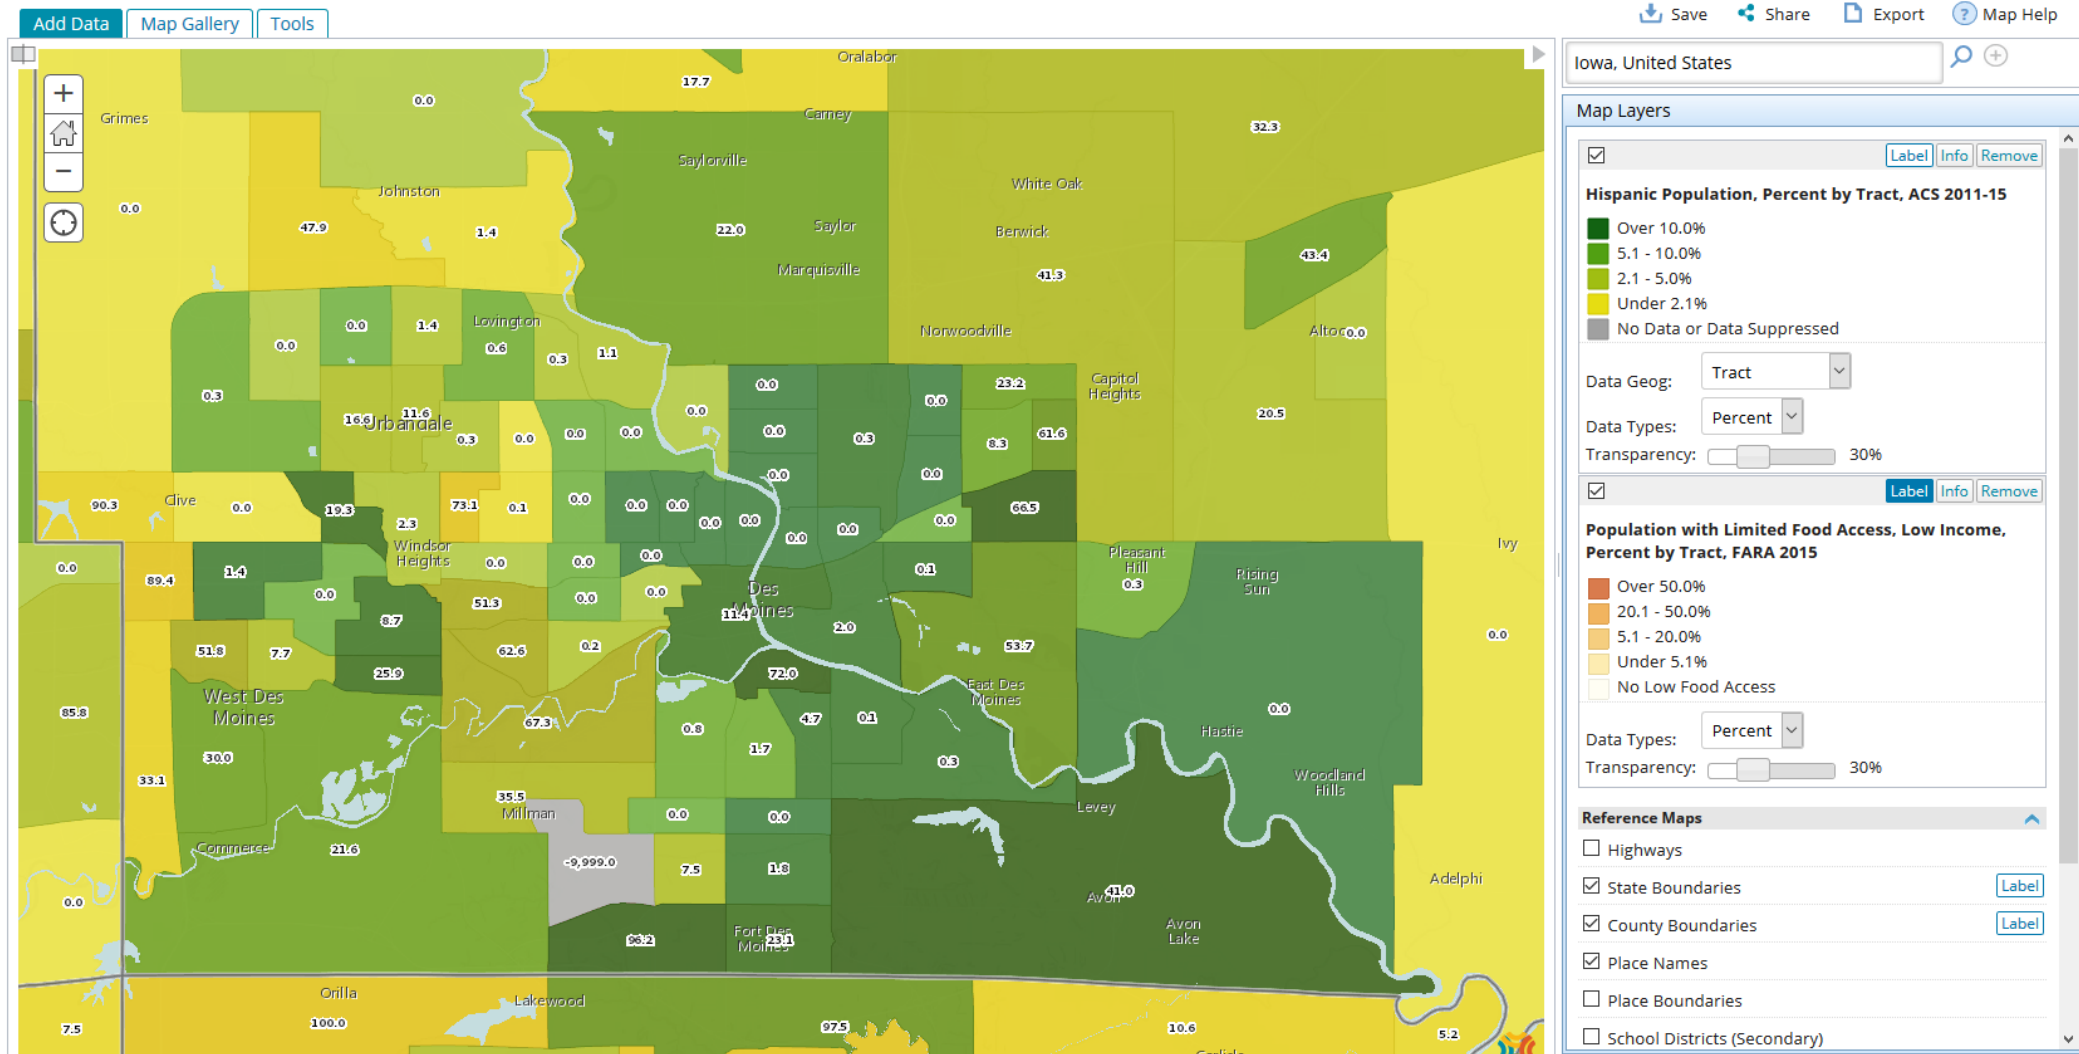 Add Data
Map Gallery
Tools
Save
Share
Export
? Map Help
Oralabor
17.7
0.0
Grimes
Carney
32.3
Saylorville
White Oak
Johnston
0.0
47.9
1.4
22.0
Saylor
Berwick
43.4
Marquisville
41.3
Lovington
0.0
1.4
0.0
0.6
0.3
1.1
Norwoodville
Altoo
0.0
0.3
0.0
0.0
0.0
23.2
Capitol
Heights
16.6
11.6
Urbandale
0.3
0.0
0.0
0.0
0.0
0.3
8.3
61.6
20.5
0.0
0.0
90.3
Clive
0.0
19.3
2.3
73.1
0.1
0.0
0.0
0.0
0.0
0.0
0.0
0.0
0.0
66.5
Windsor
Heights
0.0
0.0
0.0
Pleasant
Hill
0.3
Ivy
0.0
89.4
1.4
0.0
51.3
0.0
0.0
Des
Moines
11.4
0.1
Rising
Sun
8.7
2.0
0.0
51.8
7.7
62.6
0.2
53.7
25.9
72.0
West Des
Moines
East Des
Moines
85.8
67.3
0.8
4.7
0.1
0.0
Hastie
30.0
1.7
0.3
33.1
Woodland
Hills
35.5
Millman
0.0
0.0
Levey
Commerce
21.6
-9,999.0
7.5
1.8
Adelphi
0.0
Avon
41.0
96.2
Fort Des
Moines
23.1
Avon
Lake
Orilla
Lakewood
7.5
100.0
97.5
10.6
5.2
Carlisle
Iowa, United States
Map Layers
Label Info Remove
Hispanic Population, Percent by Tract, ACS 2011-15
Over 10.0%
5.1 - 10.0%
2.1 - 5.0%
Under 2.1%
No Data or Data Suppressed
Data Geog: Tract
Data Types: Percent
Transparency: 30%
Label Info Remove
Population with Limited Food Access, Low Income,
Percent by Tract, FARA 2015
Over 50.0%
20.1 - 50.0%
5.1 - 20.0%
Under 5.1%
No Low Food Access
Data Types: Percent
Transparency: 30%
Reference Maps
Highways
State Boundaries Label
County Boundaries Label
Place Names
Place Boundaries
School Districts (Secondary)